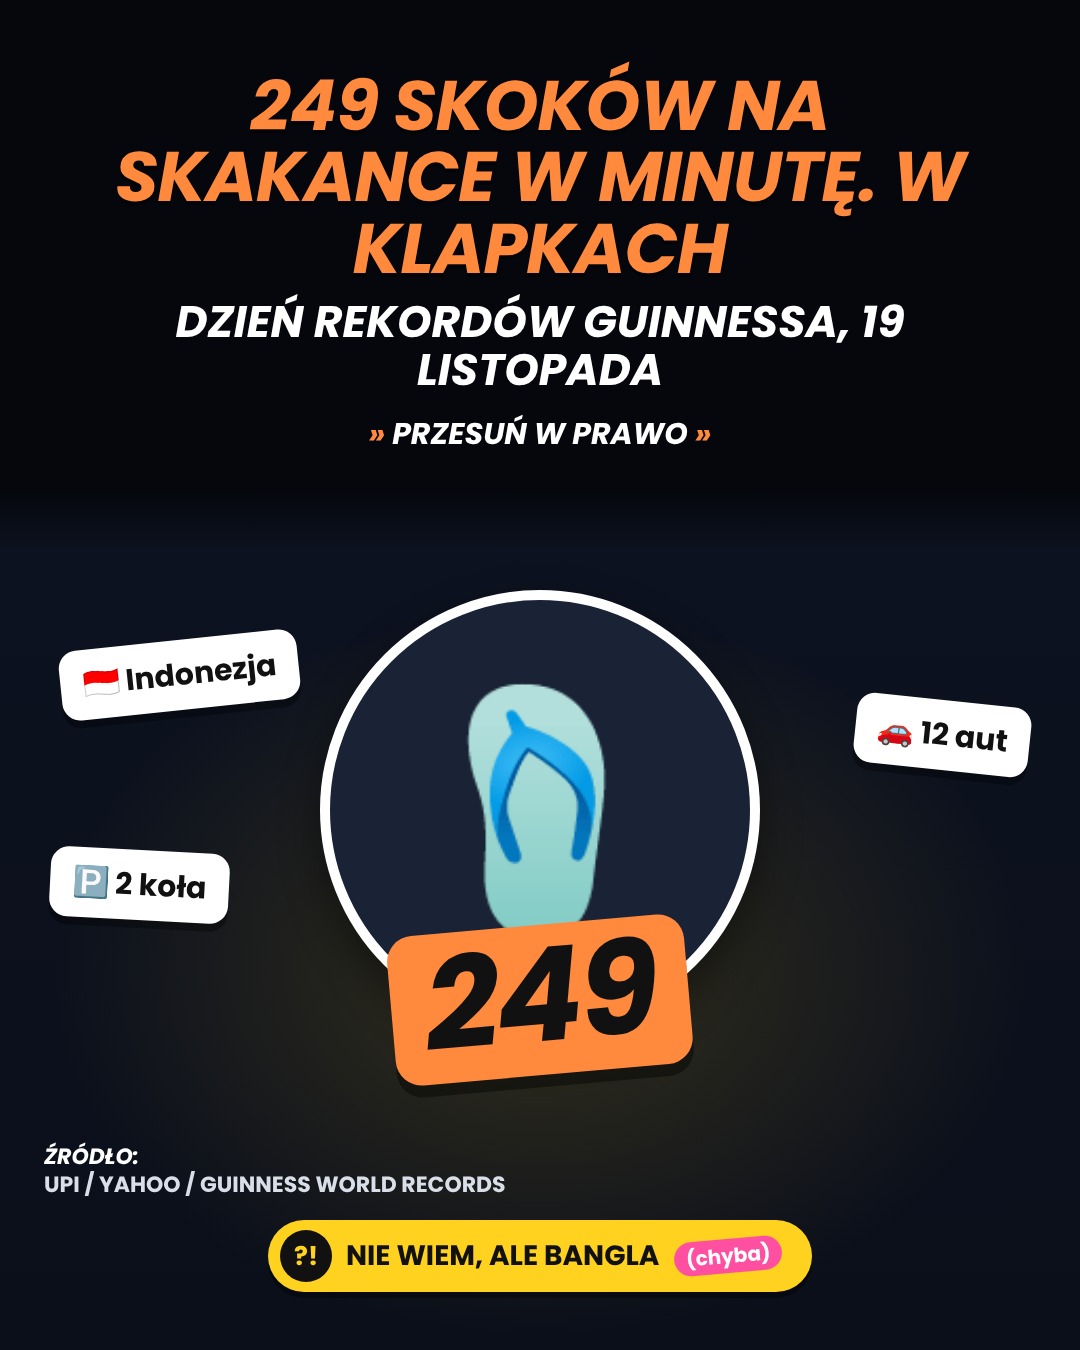 249 SKOKÓW NA
SKAKANCE W MINUTĘ. W
KLAPKACH
DZIEŃ REKORDÓW GUINNESSA, 19
LISTOPADA
» PRZESUŃ W PRAWO »
Indonezja
12 aut
P 2 koła
249
ŹRÓDŁO:
UPI / YAHOO / GUINNESS WORLD RECORDS
?! NIE WIEM, ALE BANGLA (chyba)